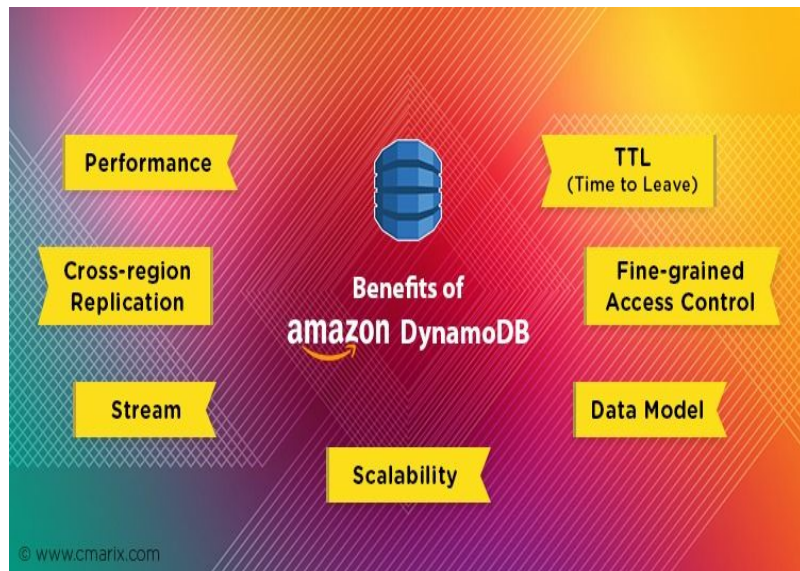 Performance
TTL
(Time to Leave)
Cross-region
Replication
Benefits of
amazon DynamoDB
Fine-grained
Access Control
Stream
Data Model
Scalability
© www.cmarix.com